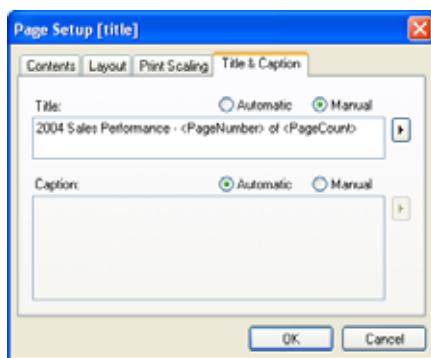 Page Setup [title]
Contents Layout Print Scaling Title & Caption
Title: Automatic Manual
2004 Sales Performance - <PageNumber> of <PageCount>
Caption: Automatic Manual
OK Cancel